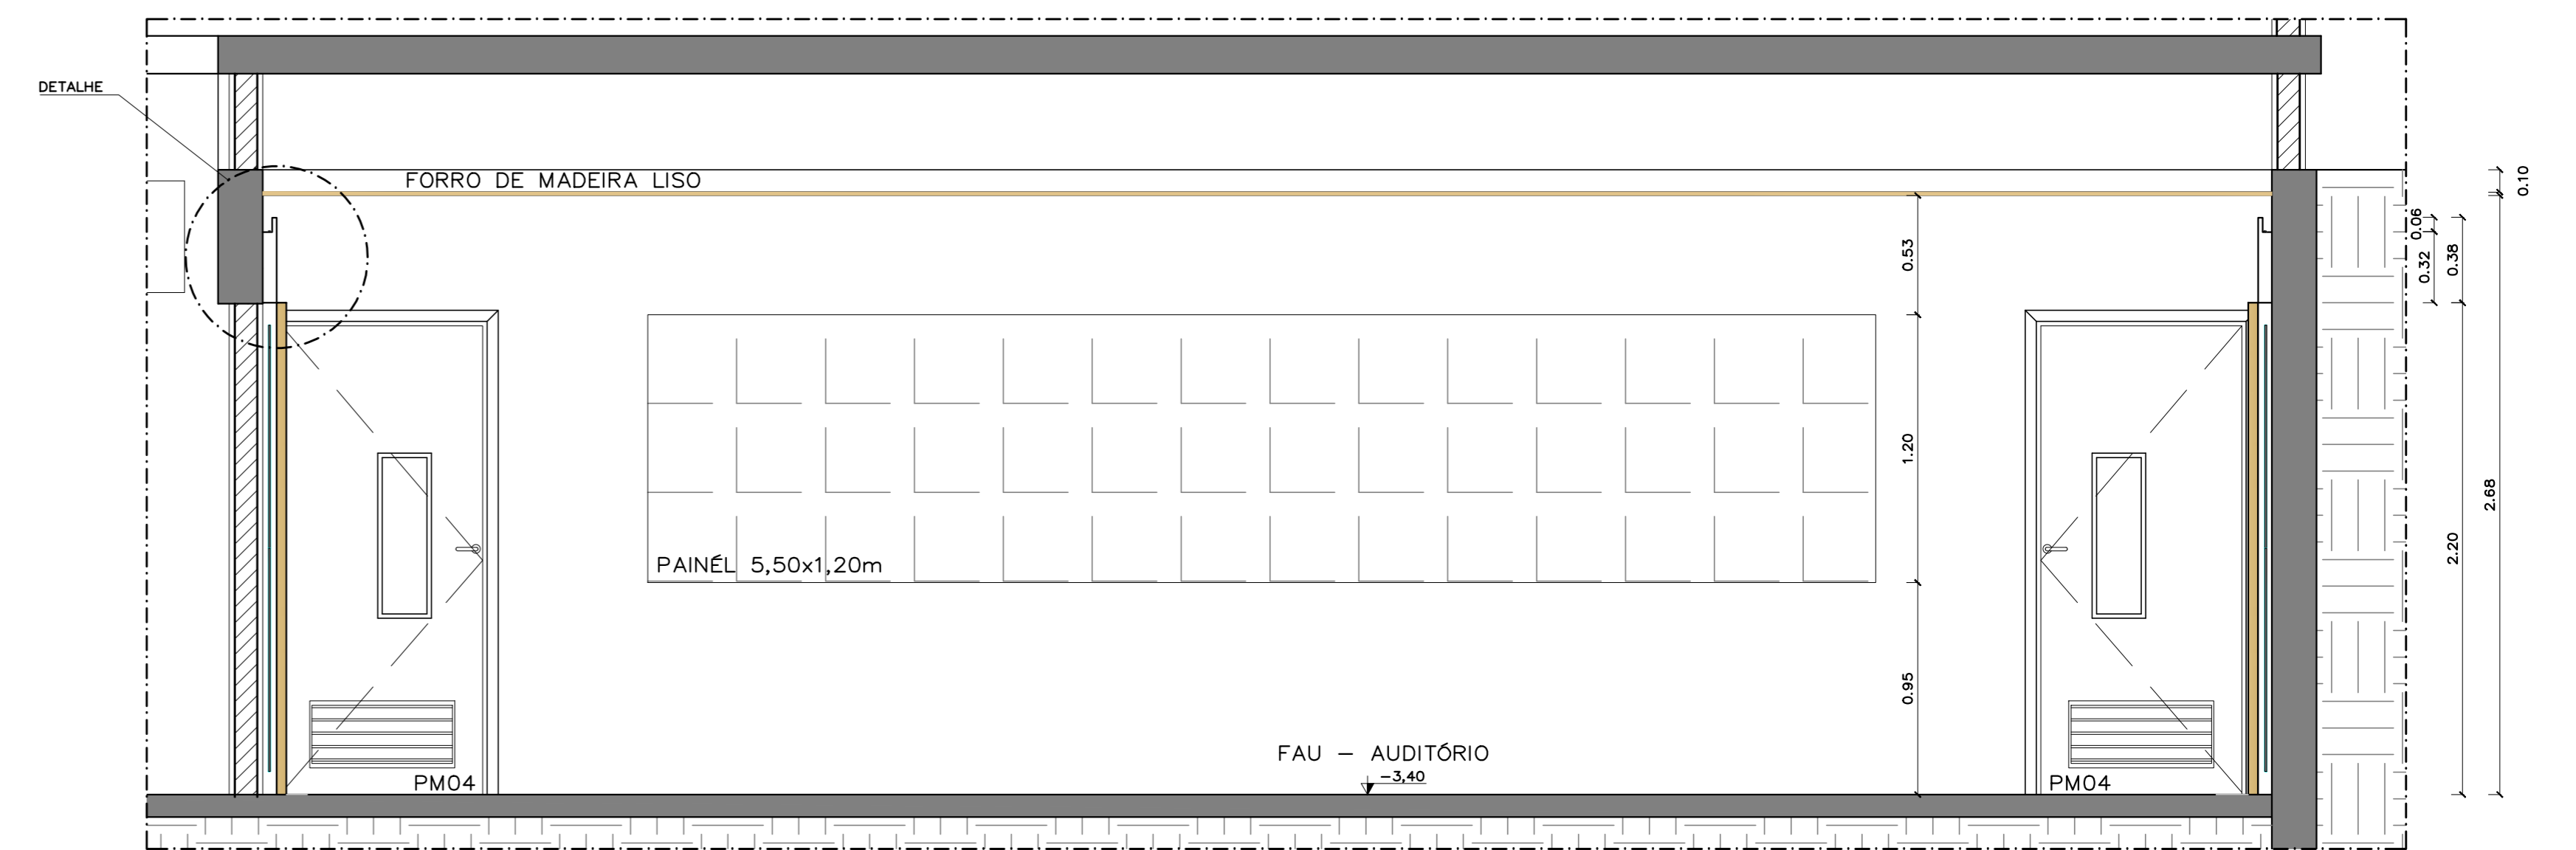 DETALHE
FORRO DE MADEIRA LISO
0.10
0.06
0.53
0.32
0.38
1.20
2.68
2.20
PAINÉL 5,50x1,20m
0.95
FAU – AUDITÓRIO
-3,40
PM04
PM04